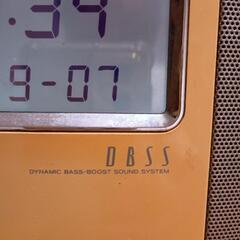 :39
9-07
DBSS
DYNAMIC BASS-BOOST SOUND SYSTEM